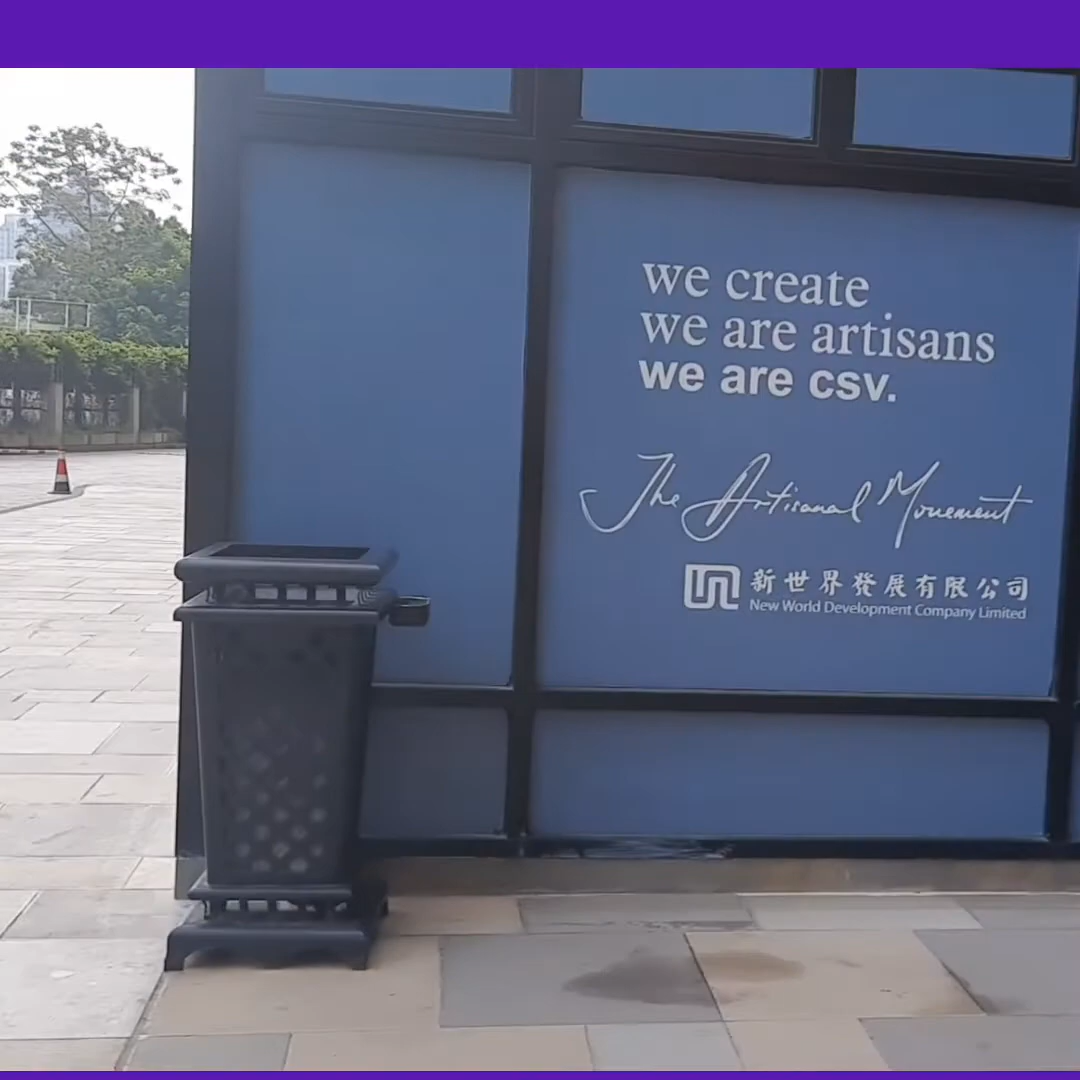 we create
we are artisans
we are csv.
The Artisanal Movement
新世界發展有限公司
New World Development Company Limited